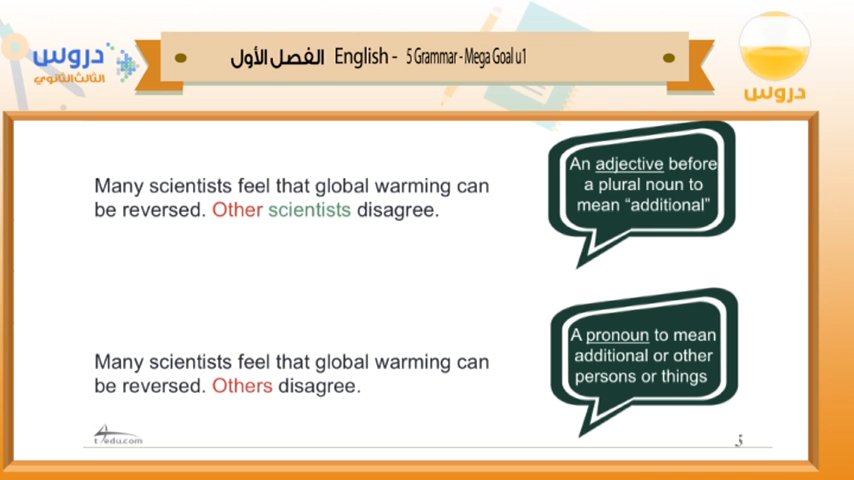 دروس
الثالث الثانوي
الفصل الأول English - 5 Grammar - Mega Goal u1
دروس
Many scientists feel that global warming can
be reversed. Other scientists disagree.
An adjective before
a plural noun to
mean “additional”
Many scientists feel that global warming can
be reversed. Others disagree.
A pronoun to mean
additional or other
persons or things
t4edu.com
5